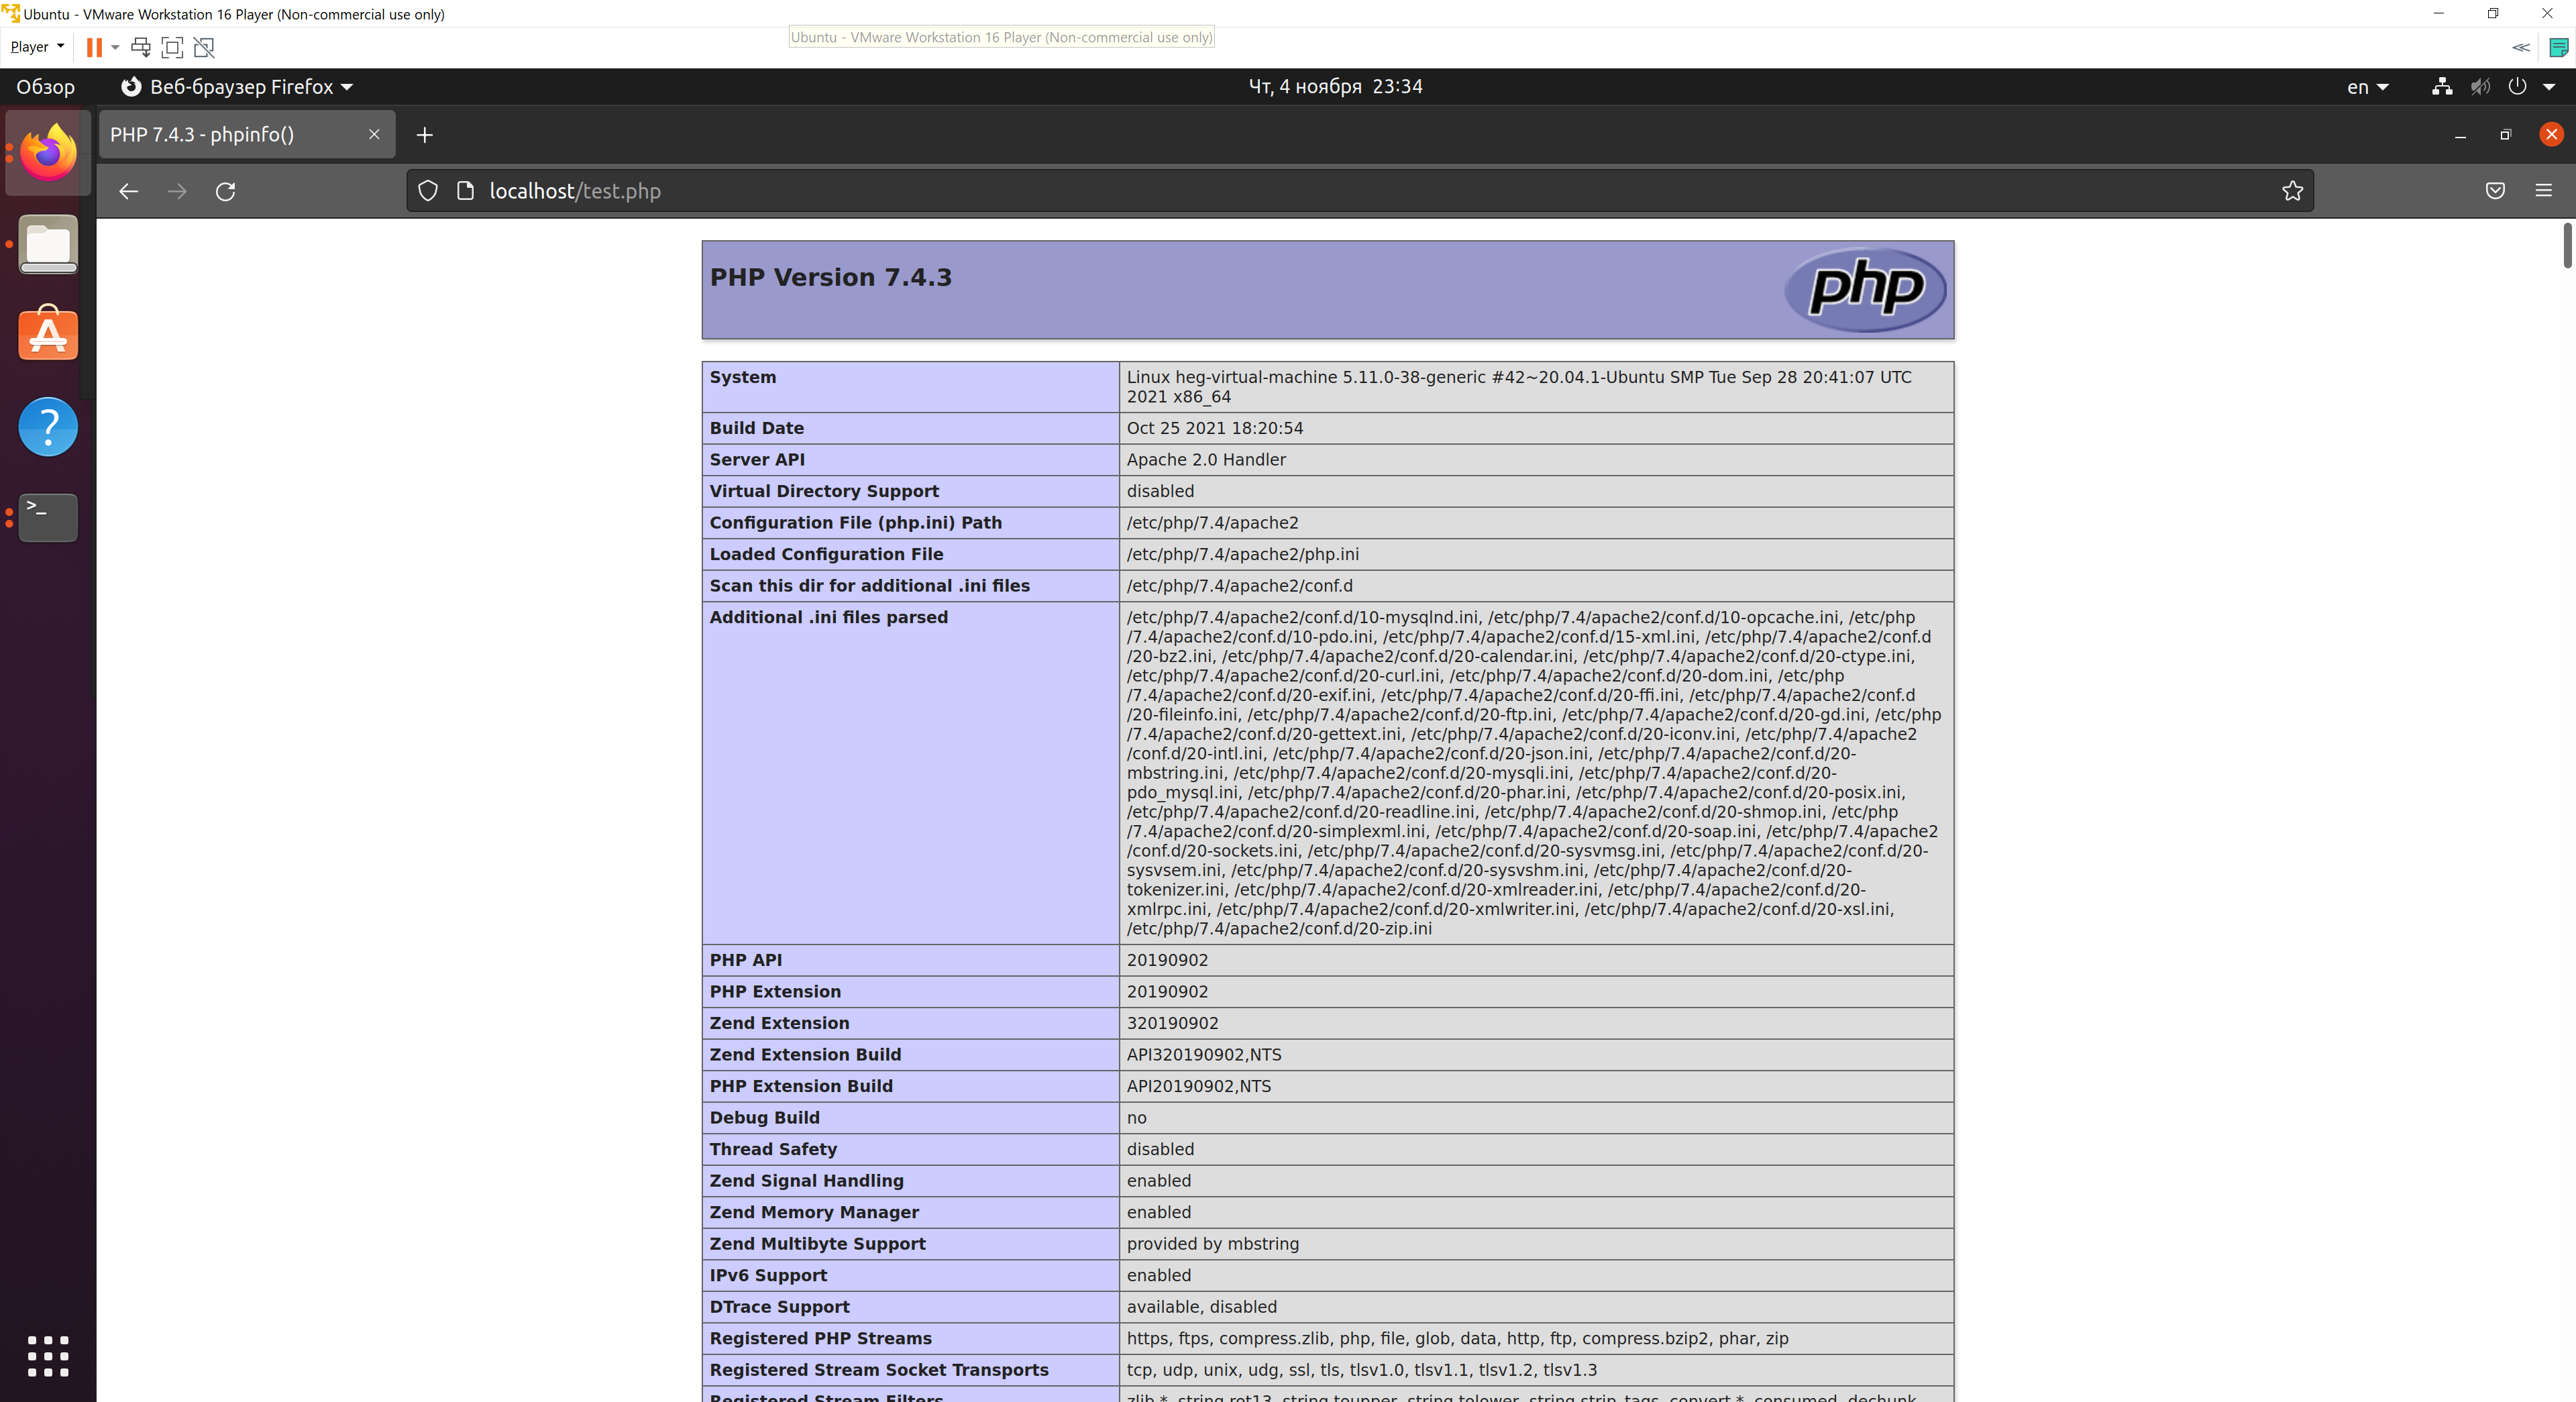 Ubuntu - VMware Workstation 16 Player (Non-commercial use only)
Ubuntu - VMware Workstation 16 Player (Non-commercial use only)
Player
Обзор
Веб-браузер Firefox
Чт, 4 ноября 23:34
en
PHP 7.4.3 - phpinfo()
localhost/test.php
PHP Version 7.4.3
php
System
Linux heg-virtual-machine 5.11.0-38-generic #42~20.04.1-Ubuntu SMP Tue Sep 28 20:41:07 UTC
2021 x86_64
Build Date
Oct 25 2021 18:20:54
Server API
Apache 2.0 Handler
Virtual Directory Support
disabled
Configuration File (php.ini) Path
/etc/php/7.4/apache2
Loaded Configuration File
/etc/php/7.4/apache2/php.ini
Scan this dir for additional .ini files
/etc/php/7.4/apache2/conf.d
Additional .ini files parsed
/etc/php/7.4/apache2/conf.d/10-mysqlnd.ini, /etc/php/7.4/apache2/conf.d/10-opcache.ini, /etc/php
/7.4/apache2/conf.d/10-pdo.ini, /etc/php/7.4/apache2/conf.d/15-xml.ini, /etc/php/7.4/apache2/conf.d
/20-bz2.ini, /etc/php/7.4/apache2/conf.d/20-calendar.ini, /etc/php/7.4/apache2/conf.d/20-ctype.ini,
/etc/php/7.4/apache2/conf.d/20-curl.ini, /etc/php/7.4/apache2/conf.d/20-dom.ini, /etc/php
/7.4/apache2/conf.d/20-exif.ini, /etc/php/7.4/apache2/conf.d/20-ffi.ini, /etc/php/7.4/apache2/conf.d
/20-fileinfo.ini, /etc/php/7.4/apache2/conf.d/20-ftp.ini, /etc/php/7.4/apache2/conf.d/20-gd.ini, /etc/php
/7.4/apache2/conf.d/20-gettext.ini, /etc/php/7.4/apache2/conf.d/20-iconv.ini, /etc/php/7.4/apache2
/conf.d/20-intl.ini, /etc/php/7.4/apache2/conf.d/20-json.ini, /etc/php/7.4/apache2/conf.d/20-
mbstring.ini, /etc/php/7.4/apache2/conf.d/20-mysqli.ini, /etc/php/7.4/apache2/conf.d/20-
pdo_mysql.ini, /etc/php/7.4/apache2/conf.d/20-phar.ini, /etc/php/7.4/apache2/conf.d/20-posix.ini,
/etc/php/7.4/apache2/conf.d/20-readline.ini, /etc/php/7.4/apache2/conf.d/20-shmop.ini, /etc/php
/7.4/apache2/conf.d/20-simplexml.ini, /etc/php/7.4/apache2/conf.d/20-soap.ini, /etc/php/7.4/apache2
/conf.d/20-sockets.ini, /etc/php/7.4/apache2/conf.d/20-sysvmsg.ini, /etc/php/7.4/apache2/conf.d/20-
sysvsem.ini, /etc/php/7.4/apache2/conf.d/20-sysvshm.ini, /etc/php/7.4/apache2/conf.d/20-
tokenizer.ini, /etc/php/7.4/apache2/conf.d/20-xmlreader.ini, /etc/php/7.4/apache2/conf.d/20-
xmlrpc.ini, /etc/php/7.4/apache2/conf.d/20-xmlwriter.ini, /etc/php/7.4/apache2/conf.d/20-xsl.ini,
/etc/php/7.4/apache2/conf.d/20-zip.ini
PHP API
20190902
PHP Extension
20190902
Zend Extension
320190902
Zend Extension Build
API320190902,NTS
PHP Extension Build
API20190902,NTS
Debug Build
no
Thread Safety
disabled
Zend Signal Handling
enabled
Zend Memory Manager
enabled
Zend Multibyte Support
provided by mbstring
IPv6 Support
enabled
DTrace Support
available, disabled
Registered PHP Streams
https, ftps, compress.zlib, php, file, glob, data, http, ftp, compress.bzip2, phar, zip
Registered Stream Socket Transports
tcp, udp, unix, udg, ssl, tls, tlsv1.0, tlsv1.1, tlsv1.2, tlsv1.3
Registered Stream Filters
zlib.*, string.rot13, string.toupper, string.tolower, string.strip_tags, convert.*, consumed, dechunk,